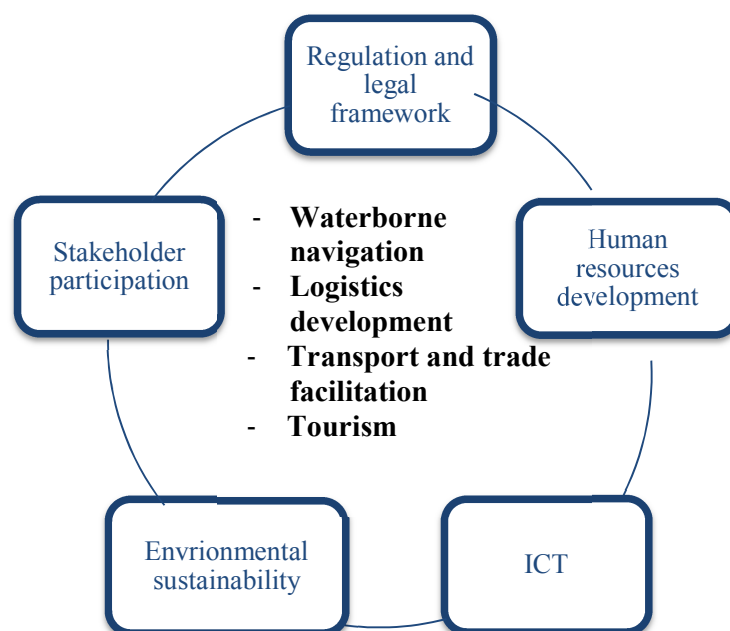 Regulation and
legal
framework
Stakeholder
participation
- Waterborne
navigation
- Logistics
development
- Transport and trade
facilitation
- Tourism
Human
resources
development
Envrionmental
sustainability
ICT